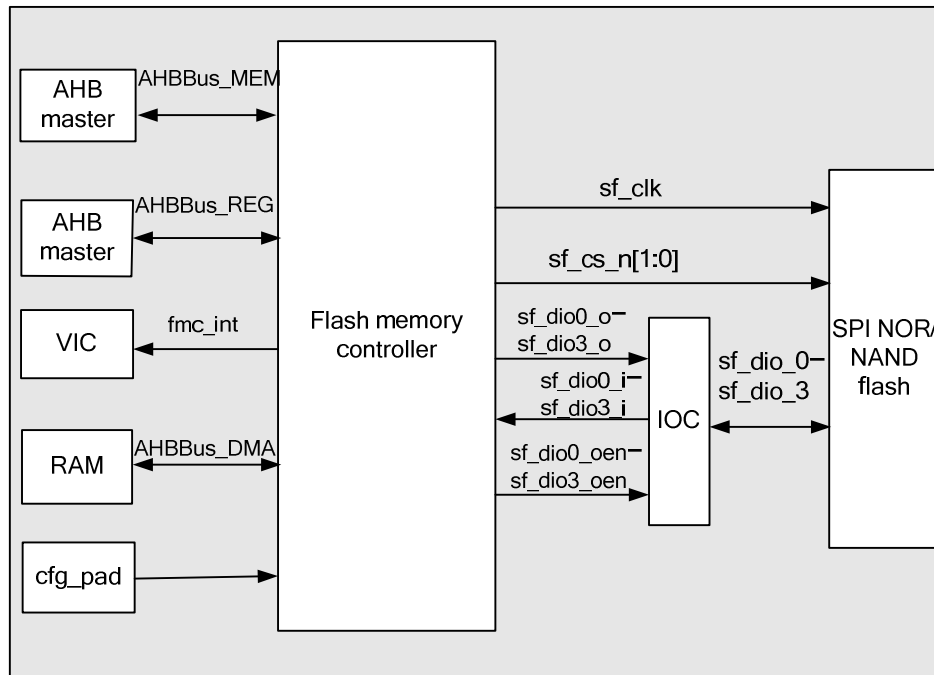 AHB
master
AHBBus_MEM
AHB
master
AHBBus_REG
VIC
fmc_int
RAM
AHBBus_DMA
cfg_pad
Flash memory
controller
sf_clk
sf_cs_n[1:0]
sf_dio0_o–
sf_dio3_o
sf_dio0_i–
sf_dio3_i
sf_dio0_oen–
sf_dio3_oen
IOC
sf_dio_0–
sf_dio_3
SPI NOR/
NAND
flash